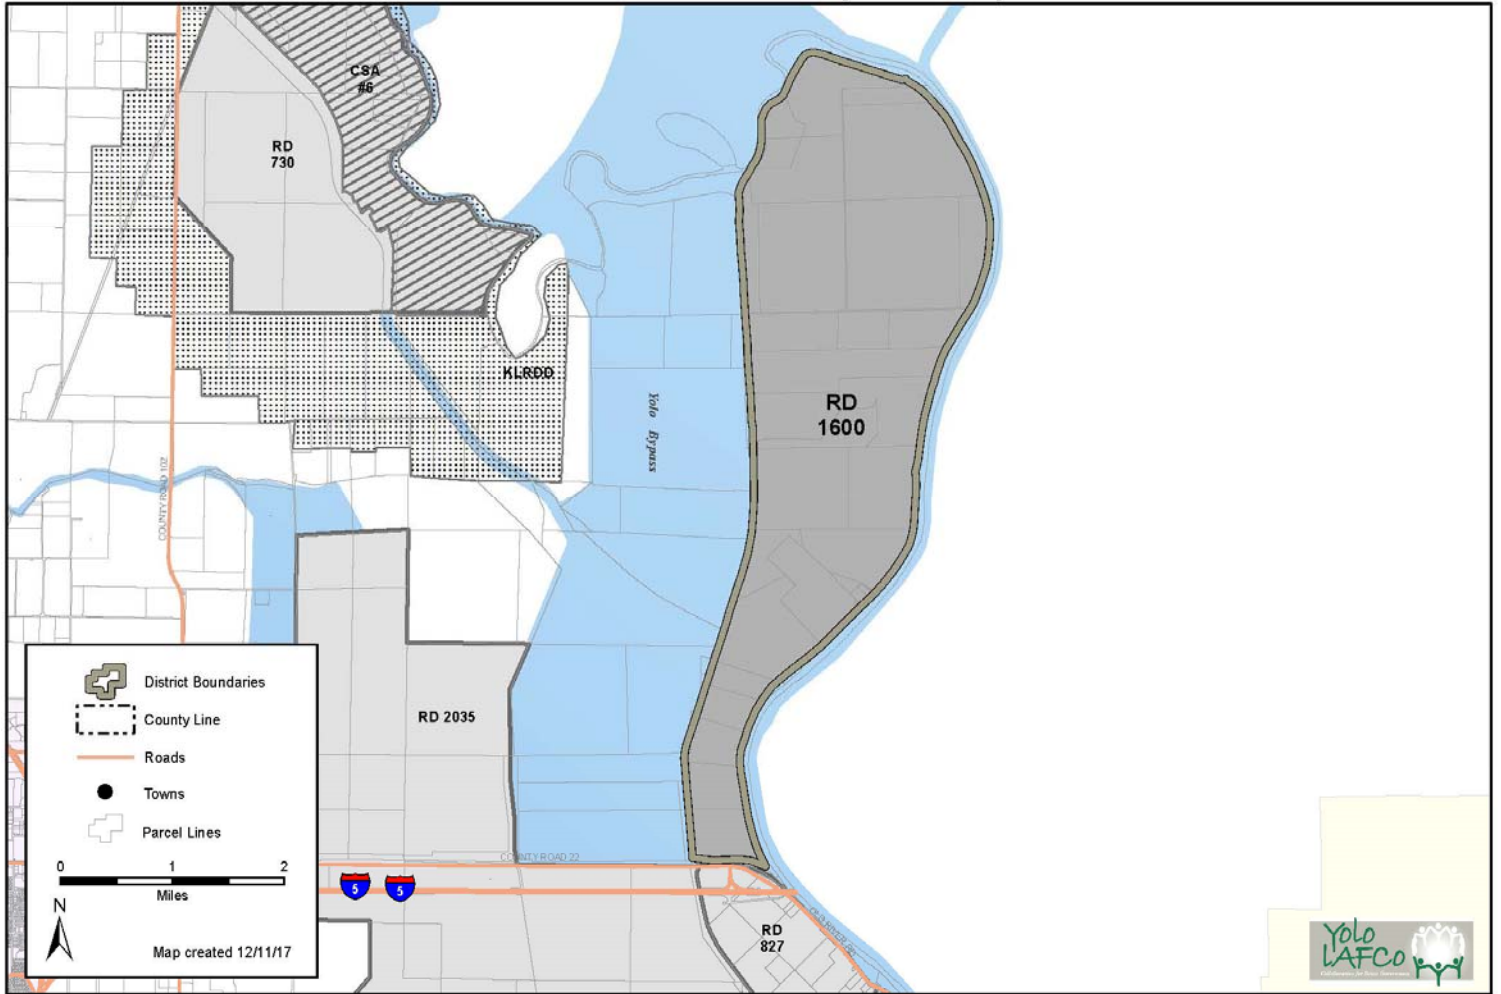 CSA
#6
RD
730
KLRDD
Yolo Bypass
RD
1600
COUNTY ROAD 102
RD 2035
COUNTY ROAD 22
5
5
OLD RIVER RD
RD
827
District Boundaries
County Line
Roads
Towns
Parcel Lines
0 1 2
Miles
N
Map created 12/11/17
Yolo
LAFCo